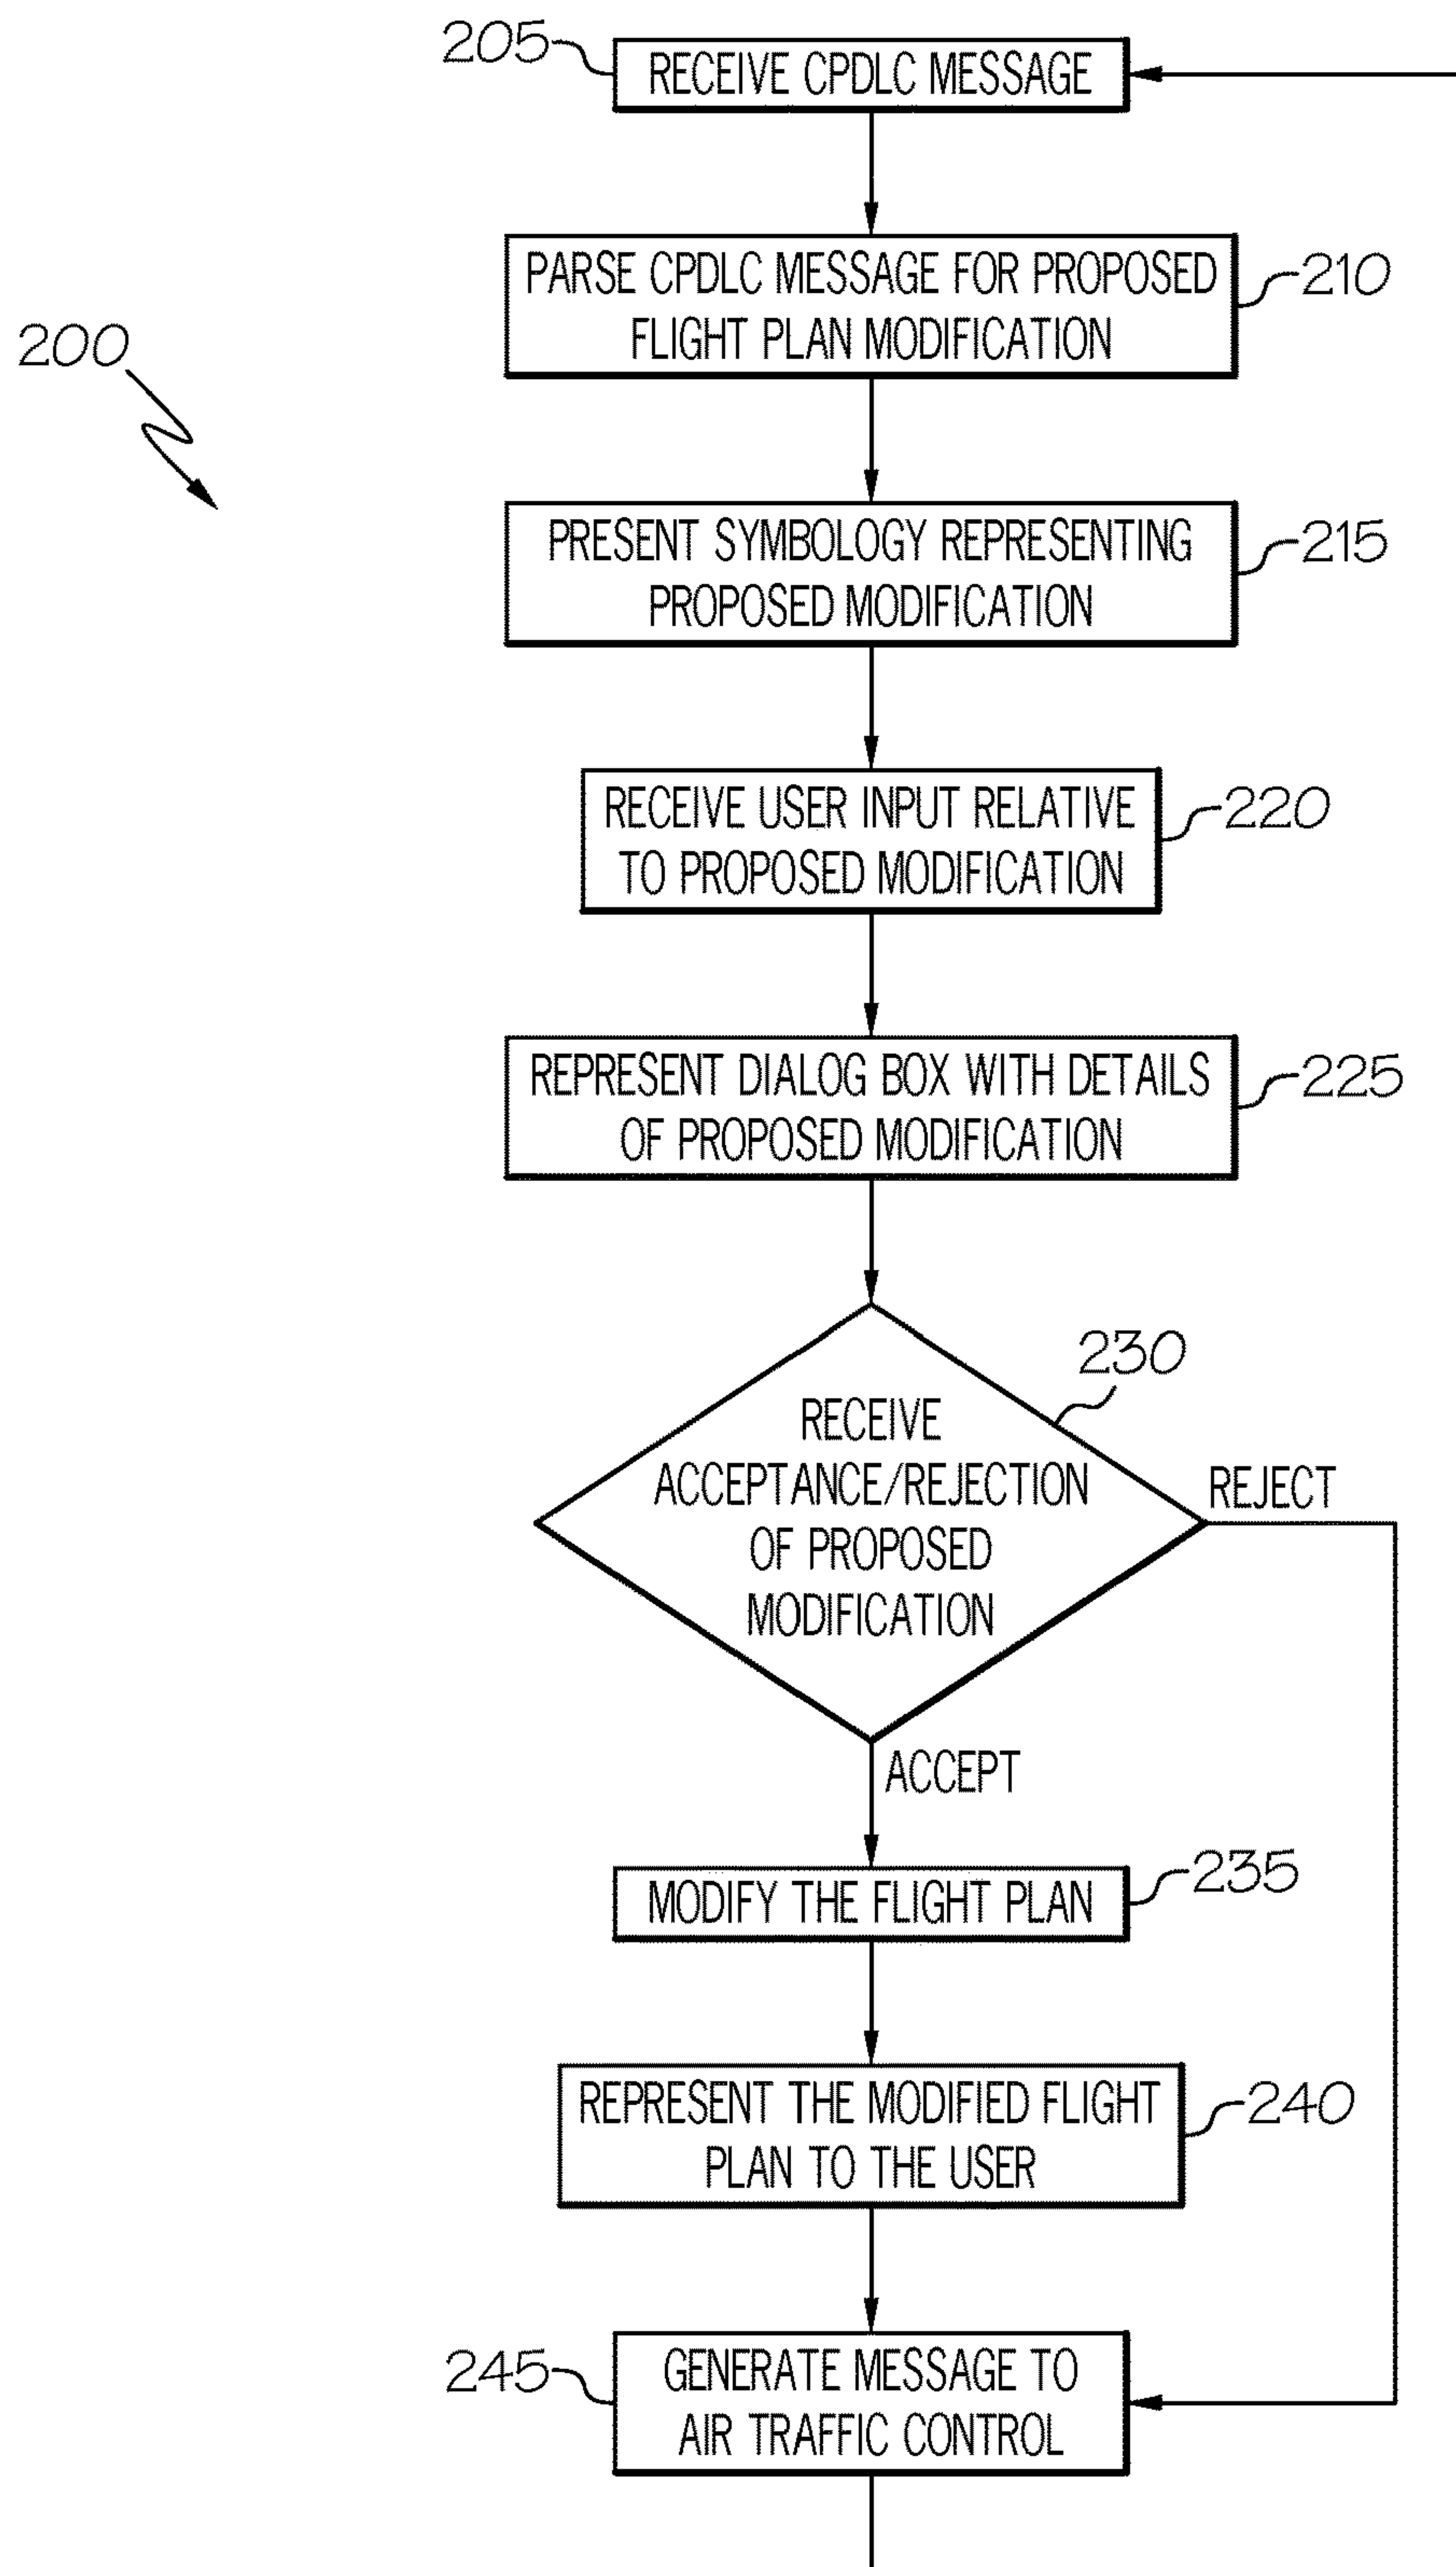 205
RECEIVE CPDLC MESSAGE
PARSE CPDLC MESSAGE FOR PROPOSED
FLIGHT PLAN MODIFICATION
210
200
PRESENT SYMBOLOGY REPRESENTING
PROPOSED MODIFICATION
215
RECEIVE USER INPUT RELATIVE
TO PROPOSED MODIFICATION
220
REPRESENT DIALOG BOX WITH DETAILS
OF PROPOSED MODIFICATION
225
230
RECEIVE
ACCEPTANCE/REJECTION
OF PROPOSED
MODIFICATION
REJECT
ACCEPT
MODIFY THE FLIGHT PLAN
235
REPRESENT THE MODIFIED FLIGHT
PLAN TO THE USER
240
245
GENERATE MESSAGE TO
AIR TRAFFIC CONTROL